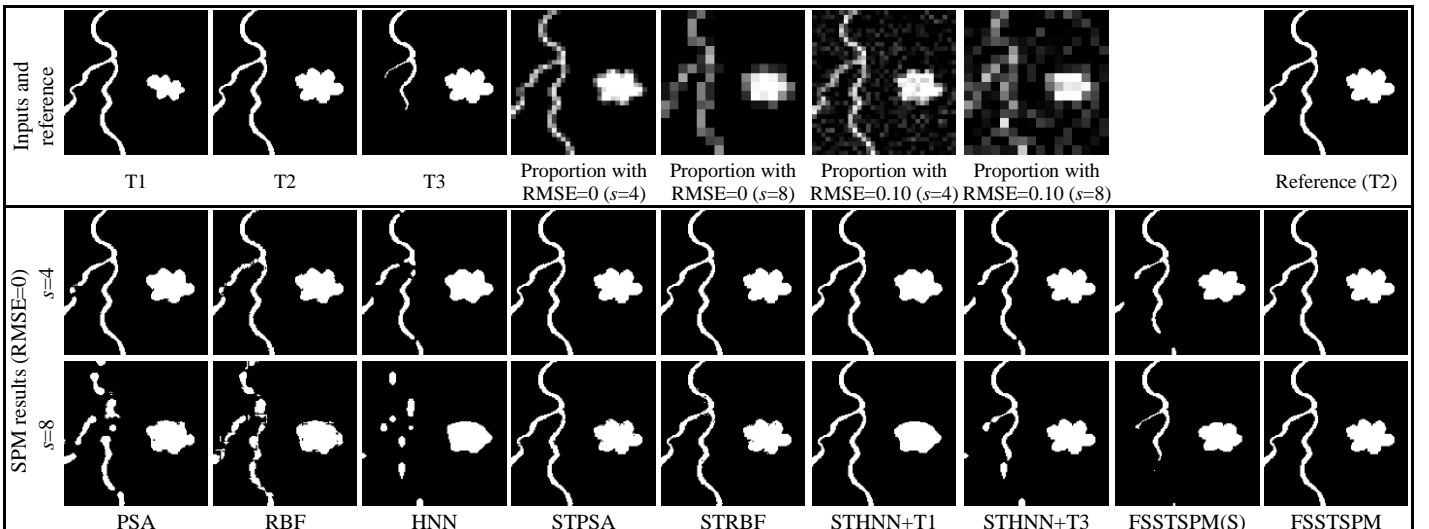 Inputs and
reference
T1
T2
T3
Proportion with
RMSE=0 (s=4)
Proportion with
RMSE=0 (s=8)
Proportion with
RMSE=0.10 (s=4)
Proportion with
RMSE=0.10 (s=8)
Reference (T2)
SPM results (RMSE=0)
s=4
s=8
PSA
RBF
HNN
STPSA
STRBF
STHNN+T1
STHNN+T3
FSSTSPM(S)
FSSTSPM